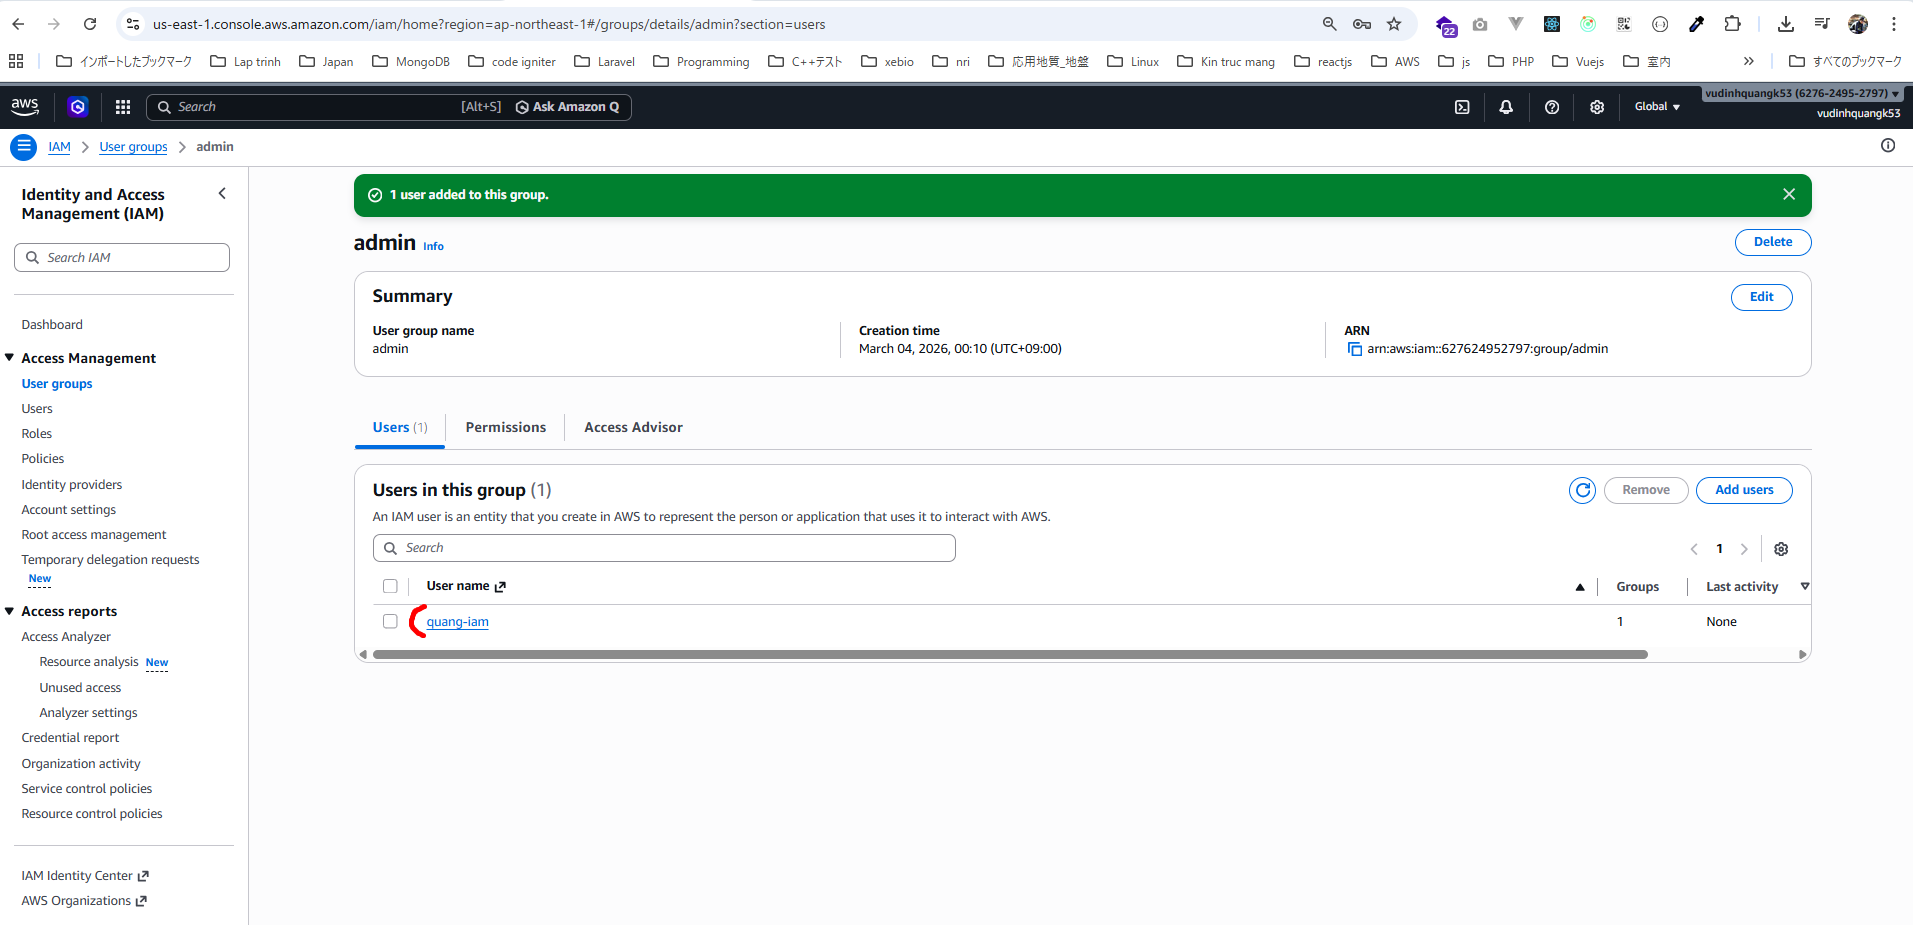 us-east-1.console.aws.amazon.com/iam/home?region=ap-northeast-1#/groups/details/admin?section=users
22
インポートしたブックマーク Lap trinh Japan MongoDB code igniter Laravel Programming C++テスト xebio nri 応用地質_地盤 Linux Kin truc mang reactjs AWS js PHP Vuejs 室内 » すべてのブックマーク
aws Search [Alt+S] Ask Amazon Q Global vudinhquangk53 (6276-2495-2797)
vudinhquangk53
IAM User groups admin
Identity and Access Management (IAM)
Search IAM
Dashboard
Access Management
User groups
Users
Roles
Policies
Identity providers
Account settings
Root access management
Temporary delegation requests
New
Access reports
Access Analyzer
Resource analysis New
Unused access
Analyzer settings
Credential report
Organization activity
Service control policies
Resource control policies
IAM Identity Center
AWS Organizations
1 user added to this group.
admin Info Delete
Summary Edit
User group name
admin
Creation time
March 04, 2026, 00:10 (UTC+09:00)
ARN
arn:aws:iam::627624952797:group/admin
Users (1) Permissions Access Advisor
Users in this group (1) Remove Add users
An IAM user is an entity that you create in AWS to represent the person or application that uses it to interact with AWS.
Search 1
User name Groups Last activity
quang-iam 1 None